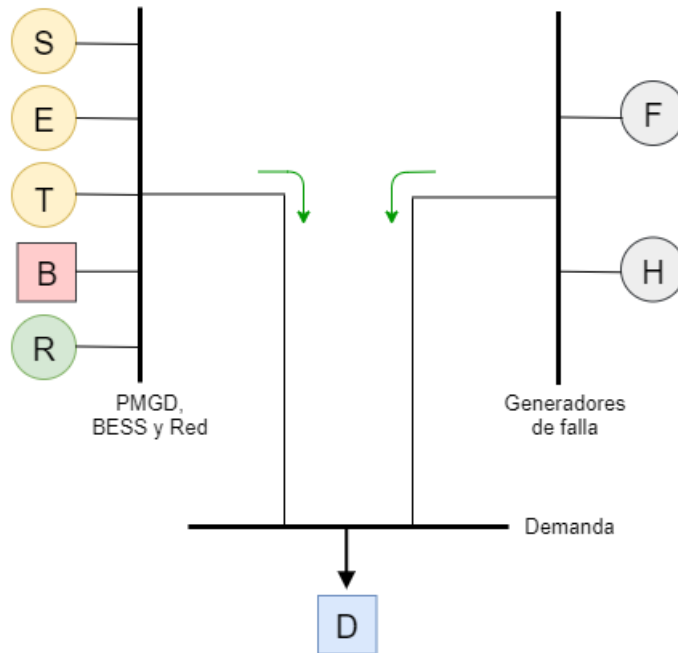 S
E
T
B
R
PMGD,
BESS y Red
F
H
Generadores
de falla
Demanda
D